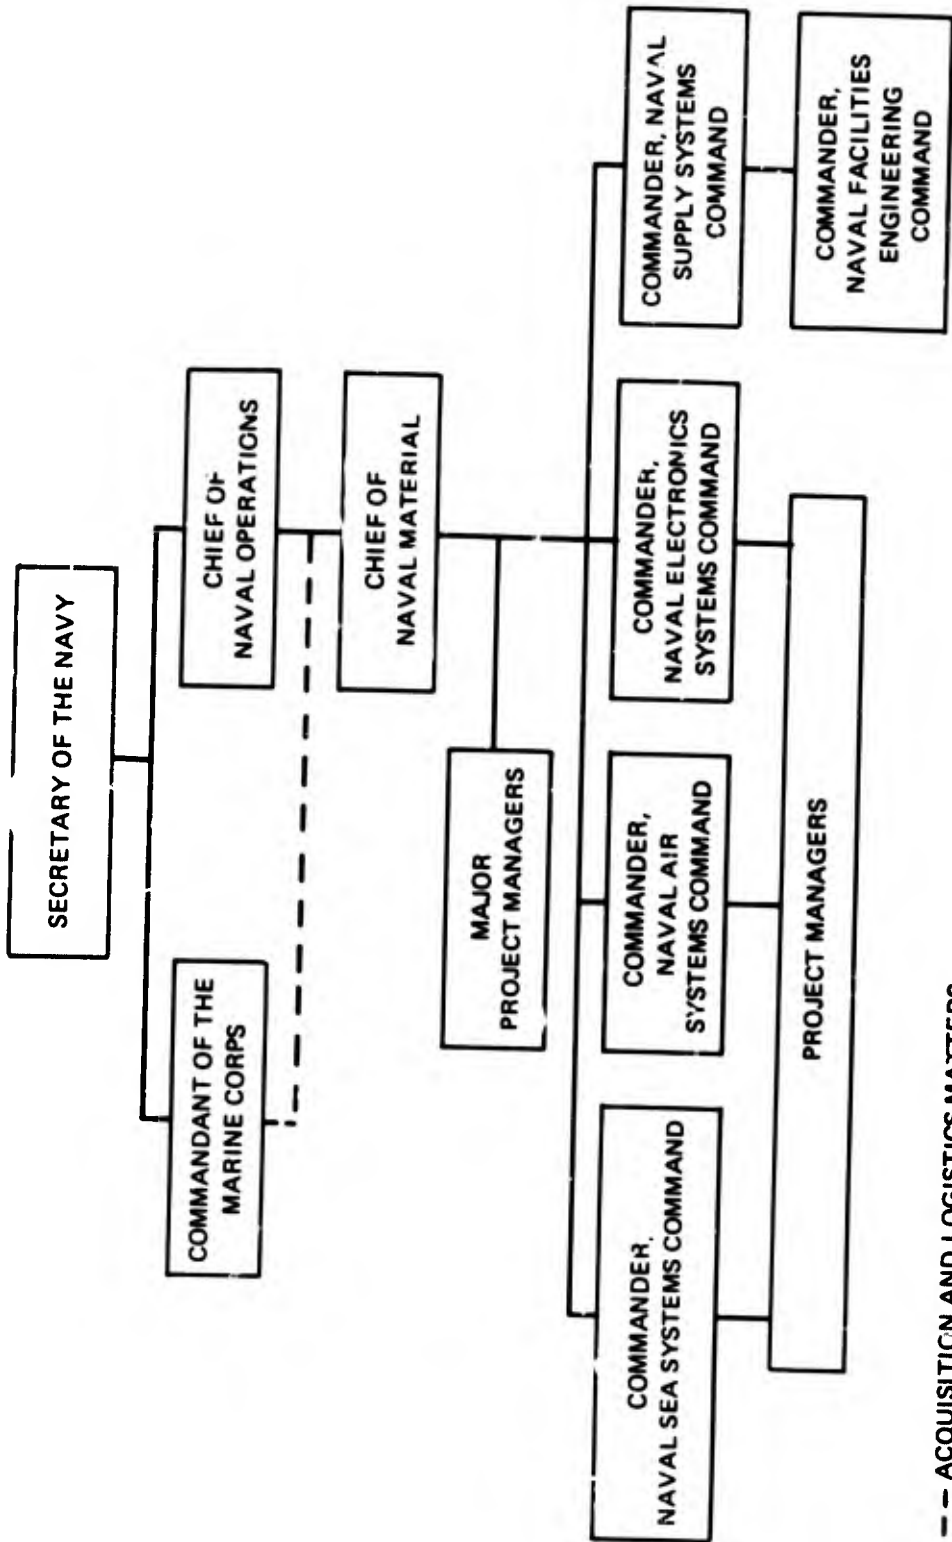 SECRETARY OF THE NAVY
COMMANDANT OF THE
MARINE CORPS
CHIEF OF
NAVAL OPERATIONS
CHIEF OF
NAVAL MATERIAL
MAJOR
PROJECT MANAGERS
COMMANDER,
NAVAL SEA SYSTEMS COMMAND
COMMANDER,
NAVAL AIR
SYSTEMS COMMAND
COMMANDER,
NAVAL ELECTRONICS
SYSTEMS COMMAND
COMMANDER, NAVAL
SUPPLY SYSTEMS
COMMAND
PROJECT MANAGERS
COMMANDER,
NAVAL FACILITIES
ENGINEERING
COMMAND
– – ACQUISITION AND LOGISTICS MATTERS